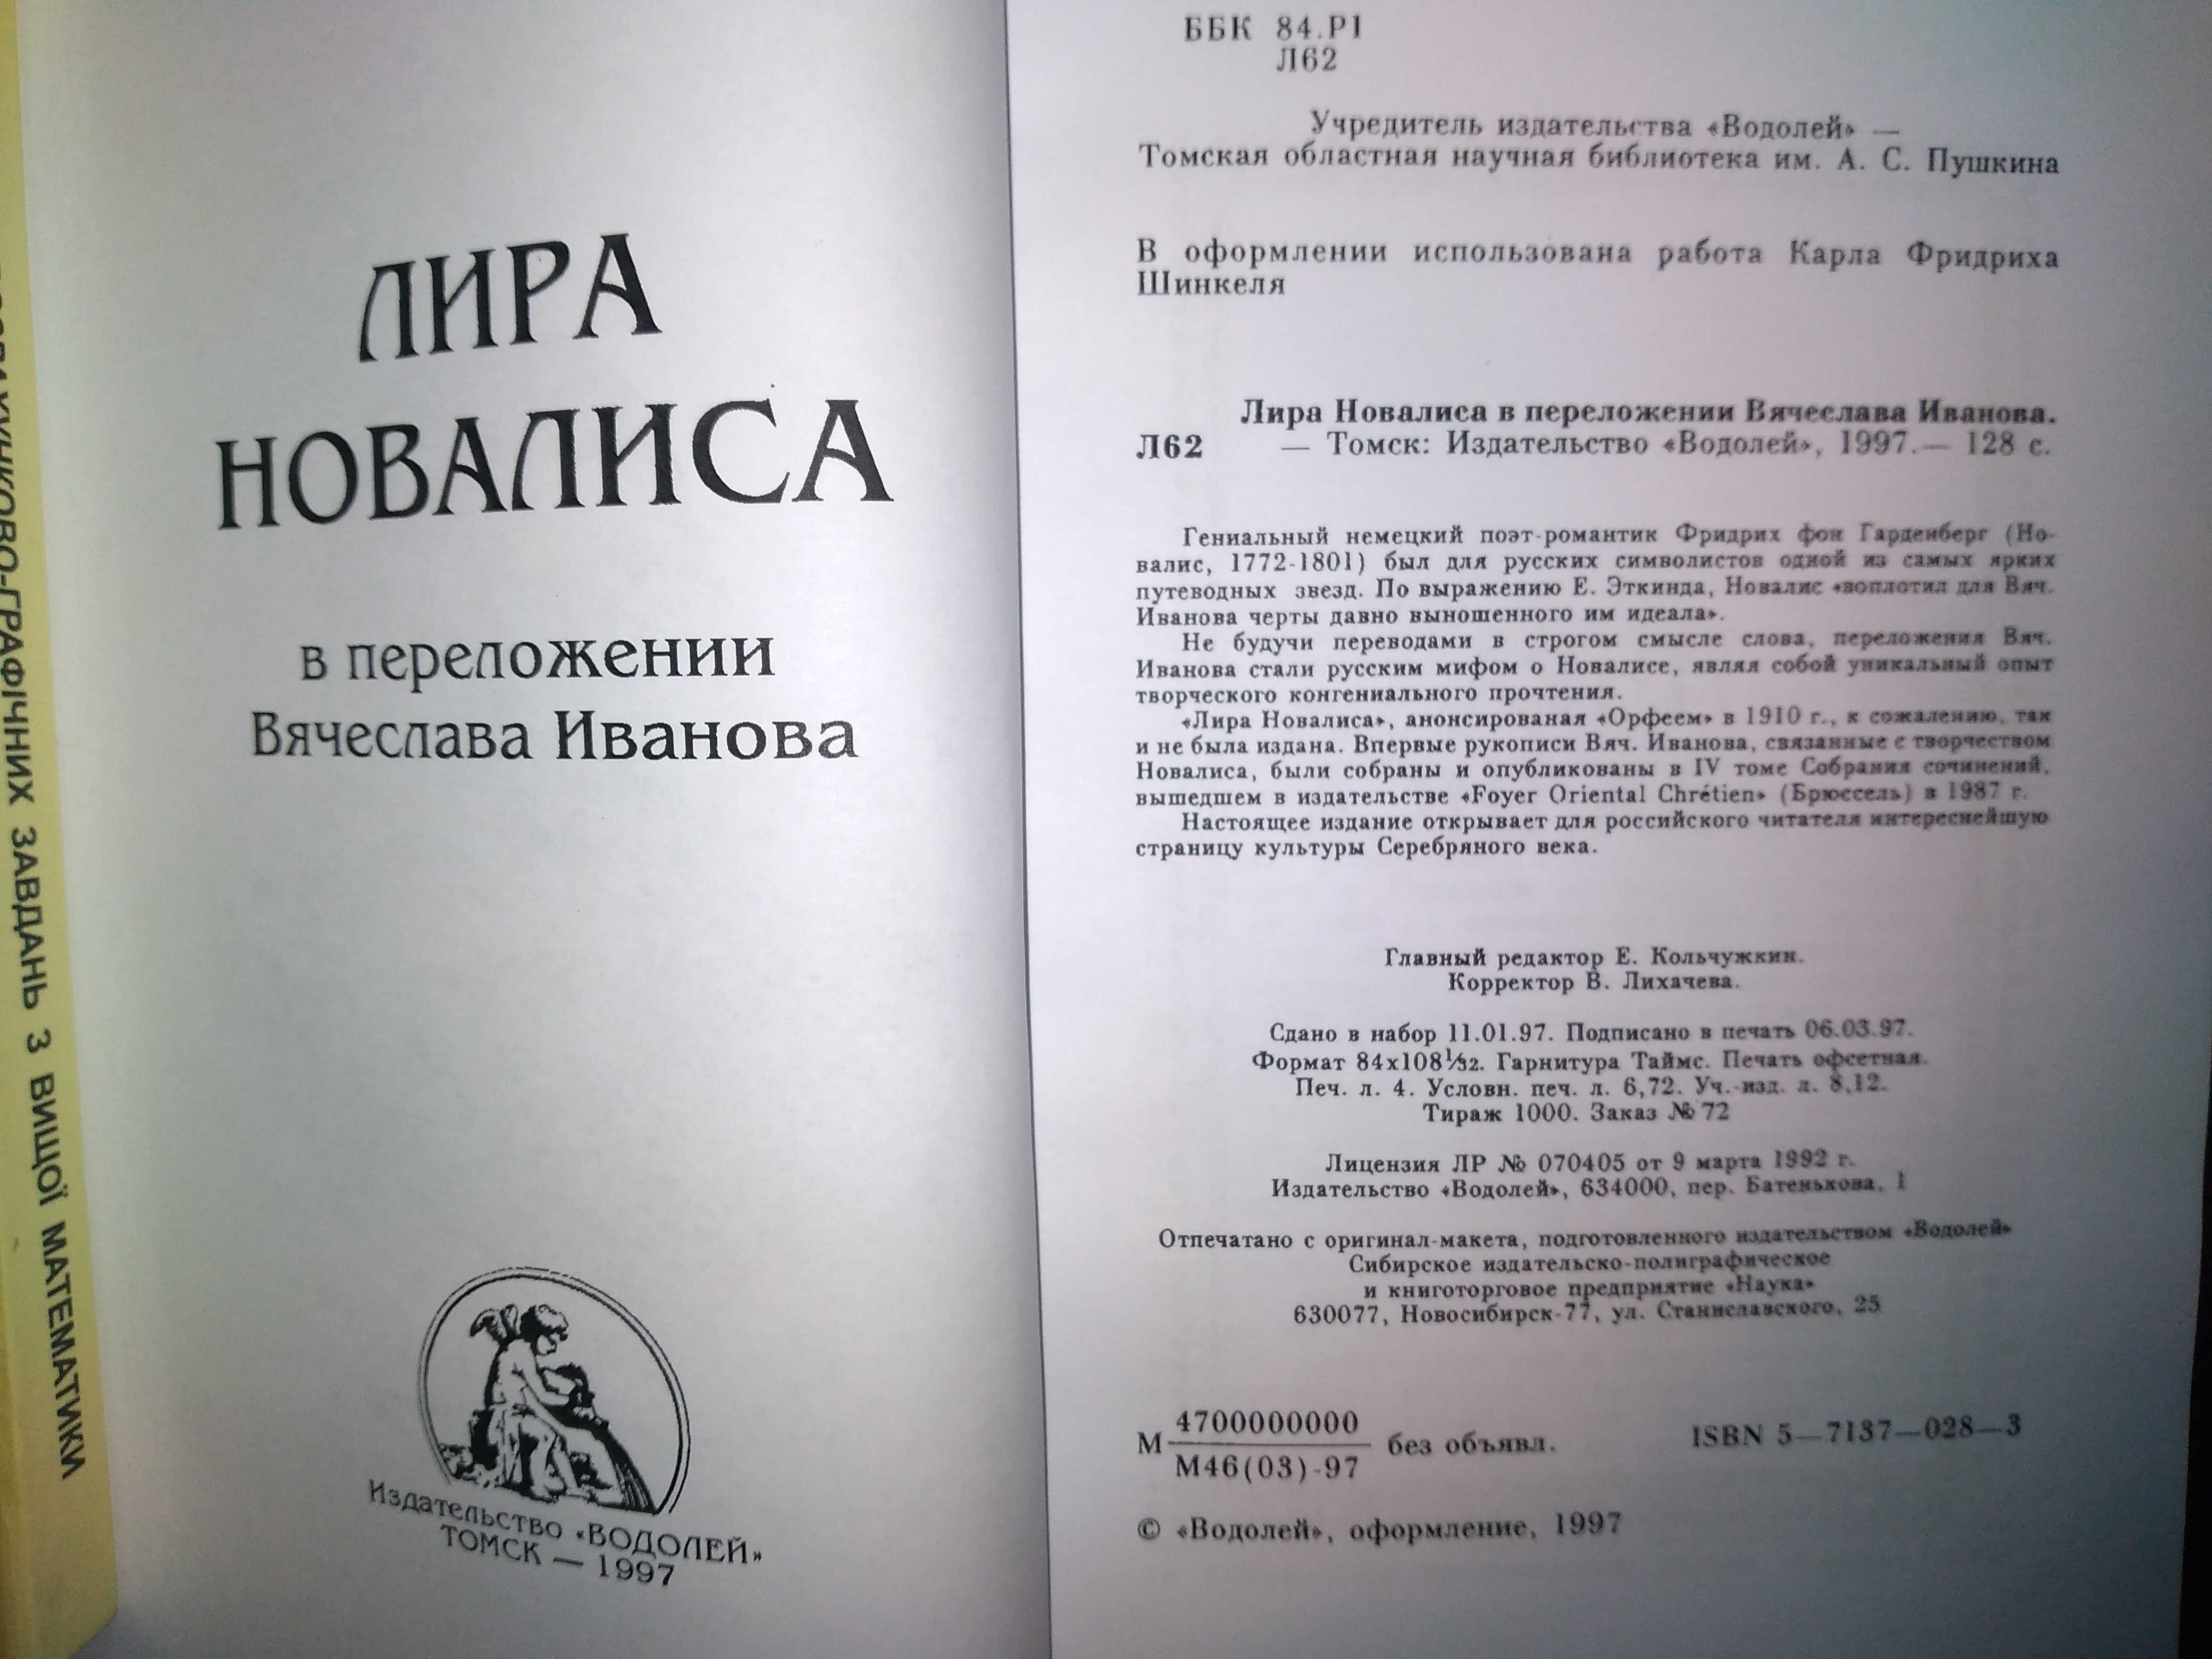 ХУНКОВО-ГРАФІЧНИХ ЗАВДАНЬ З ВИЩОЇ МАТЕМАТИКИ
ЛИРА
НОВАЛИСА
в переложении
Вячеслава Иванова
Издательство «ВОДОЛЕЙ»
ТОМСК — 1997
ББК 84.Р1
Л62
Учредитель издательства «Водолей» —
Томская областная научная библиотека им. А. С. Пушкина
В оформлении использована работа Карла Фридриха
Шинкеля
Лира Новалиса в переложении Вячеслава Иванова.
Л62 — Томск: Издательство «Водолей», 1997.— 128 с.
Гениальный немецкий поэт-романтик Фридрих фон Гарденберг (Но-
валис, 1772-1801) был для русских символистов одной из самых ярких
путеводных звезд. По выражению Е. Эткинда, Новалис «воплотил для Вяч.
Иванова черты давно выношенного им идеала».
Не будучи переводами в строгом смысле слова, переложения Вяч.
Иванова стали русским мифом о Новалисе, являя собой уникальный опыт
творческого конгениального прочтения.
«Лира Новалиса», анонсированая «Орфеем» в 1910 г., к сожалению, так
и не была издана. Впервые рукописи Вяч. Иванова, связанные с творчеством
Новалиса, были собраны и опубликованы в IV томе Собрания сочинений,
вышедшем в издательстве «Foyer Oriental Chrétien» (Брюссель) в 1987 г.
Настоящее издание открывает для российского читателя интереснейшую
страницу культуры Серебряного века.
Главный редактор Е. Кольчужкин.
Корректор В. Лихачева.
Сдано в набор 11.01.97. Подписано в печать 06.03.97.
Формат 84х108 1/32. Гарнитура Таймс. Печать офсетная.
Печ. л. 4. Условн. печ. л. 6,72. Уч.-изд. л. 8,12.
Тираж 1000. Заказ № 72
Лицензия ЛР № 070405 от 9 марта 1992 г.
Издательство «Водолей», 634000, пер. Батенькова, 1
Отпечатано с оригинал-макета, подготовленного издательством «Водолей»
Сибирское издательско-полиграфическое
и книготорговое предприятие «Наука»
630077, Новосибирск-77, ул. Станиславского, 25
М 4700000000 без объявл. ISBN 5—7137—028—3
М46(03)-97
© «Водолей», оформление, 1997